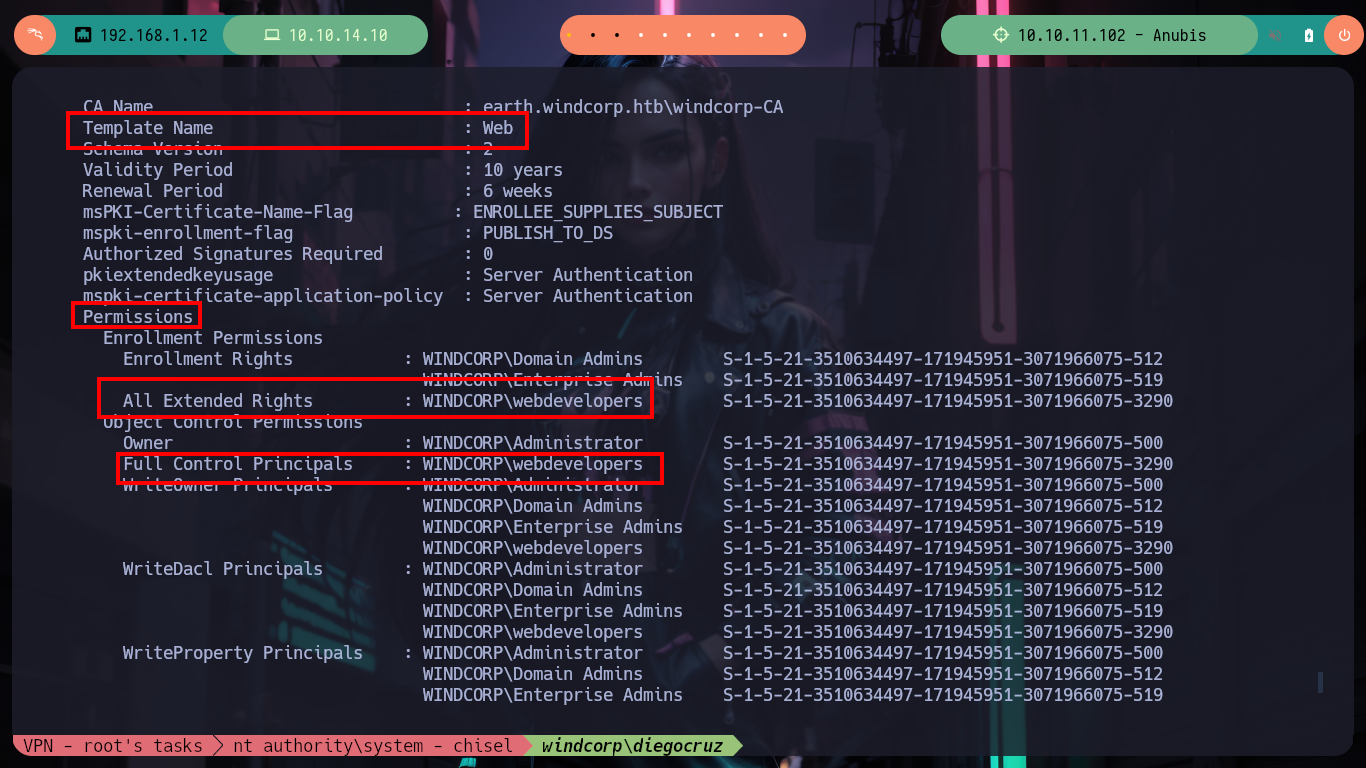 192.168.1.12 10.10.14.10 10.10.11.102 - Anubis
CA Name : earth.windcorp.htb\windcorp-CA
Template Name : Web
Schema Version : 2
Validity Period : 10 years
Renewal Period : 6 weeks
msPKI-Certificate-Name-Flag : ENROLLEE_SUPPLIES_SUBJECT
mspki-enrollment-flag : PUBLISH_TO_DS
Authorized Signatures Required : 0
pkiextendedkeyusage : Server Authentication
mspki-certificate-application-policy : Server Authentication
Permissions
Enrollment Permissions
Enrollment Rights : WINDCORP\Domain Admins S-1-5-21-3510634497-171945951-3071966075-512
WINDCORP\Enterprise Admins S-1-5-21-3510634497-171945951-3071966075-519
All Extended Rights : WINDCORP\webdevelopers S-1-5-21-3510634497-171945951-3071966075-3290
Object Control Permissions
Owner : WINDCORP\Administrator S-1-5-21-3510634497-171945951-3071966075-500
Full Control Principals : WINDCORP\webdevelopers S-1-5-21-3510634497-171945951-3071966075-3290
WriteOwner Principals : WINDCORP\Administrator S-1-5-21-3510634497-171945951-3071966075-500
WINDCORP\Domain Admins S-1-5-21-3510634497-171945951-3071966075-512
WINDCORP\Enterprise Admins S-1-5-21-3510634497-171945951-3071966075-519
WINDCORP\webdevelopers S-1-5-21-3510634497-171945951-3071966075-3290
WriteDacl Principals : WINDCORP\Administrator S-1-5-21-3510634497-171945951-3071966075-500
WINDCORP\Domain Admins S-1-5-21-3510634497-171945951-3071966075-512
WINDCORP\Enterprise Admins S-1-5-21-3510634497-171945951-3071966075-519
WINDCORP\webdevelopers S-1-5-21-3510634497-171945951-3071966075-3290
WriteProperty Principals : WINDCORP\Administrator S-1-5-21-3510634497-171945951-3071966075-500
WINDCORP\Domain Admins S-1-5-21-3510634497-171945951-3071966075-512
WINDCORP\Enterprise Admins S-1-5-21-3510634497-171945951-3071966075-519
VPN - root's tasks nt authority\system - chisel windcorp\diegocruz